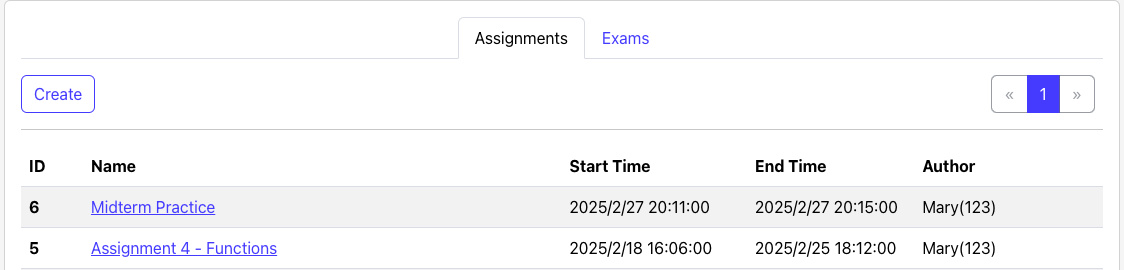 Assignments Exams
Create « 1 »
ID Name Start Time End Time Author
6 Midterm Practice 2025/2/27 20:11:00 2025/2/27 20:15:00 Mary(123)
5 Assignment 4 - Functions 2025/2/18 16:06:00 2025/2/25 18:12:00 Mary(123)